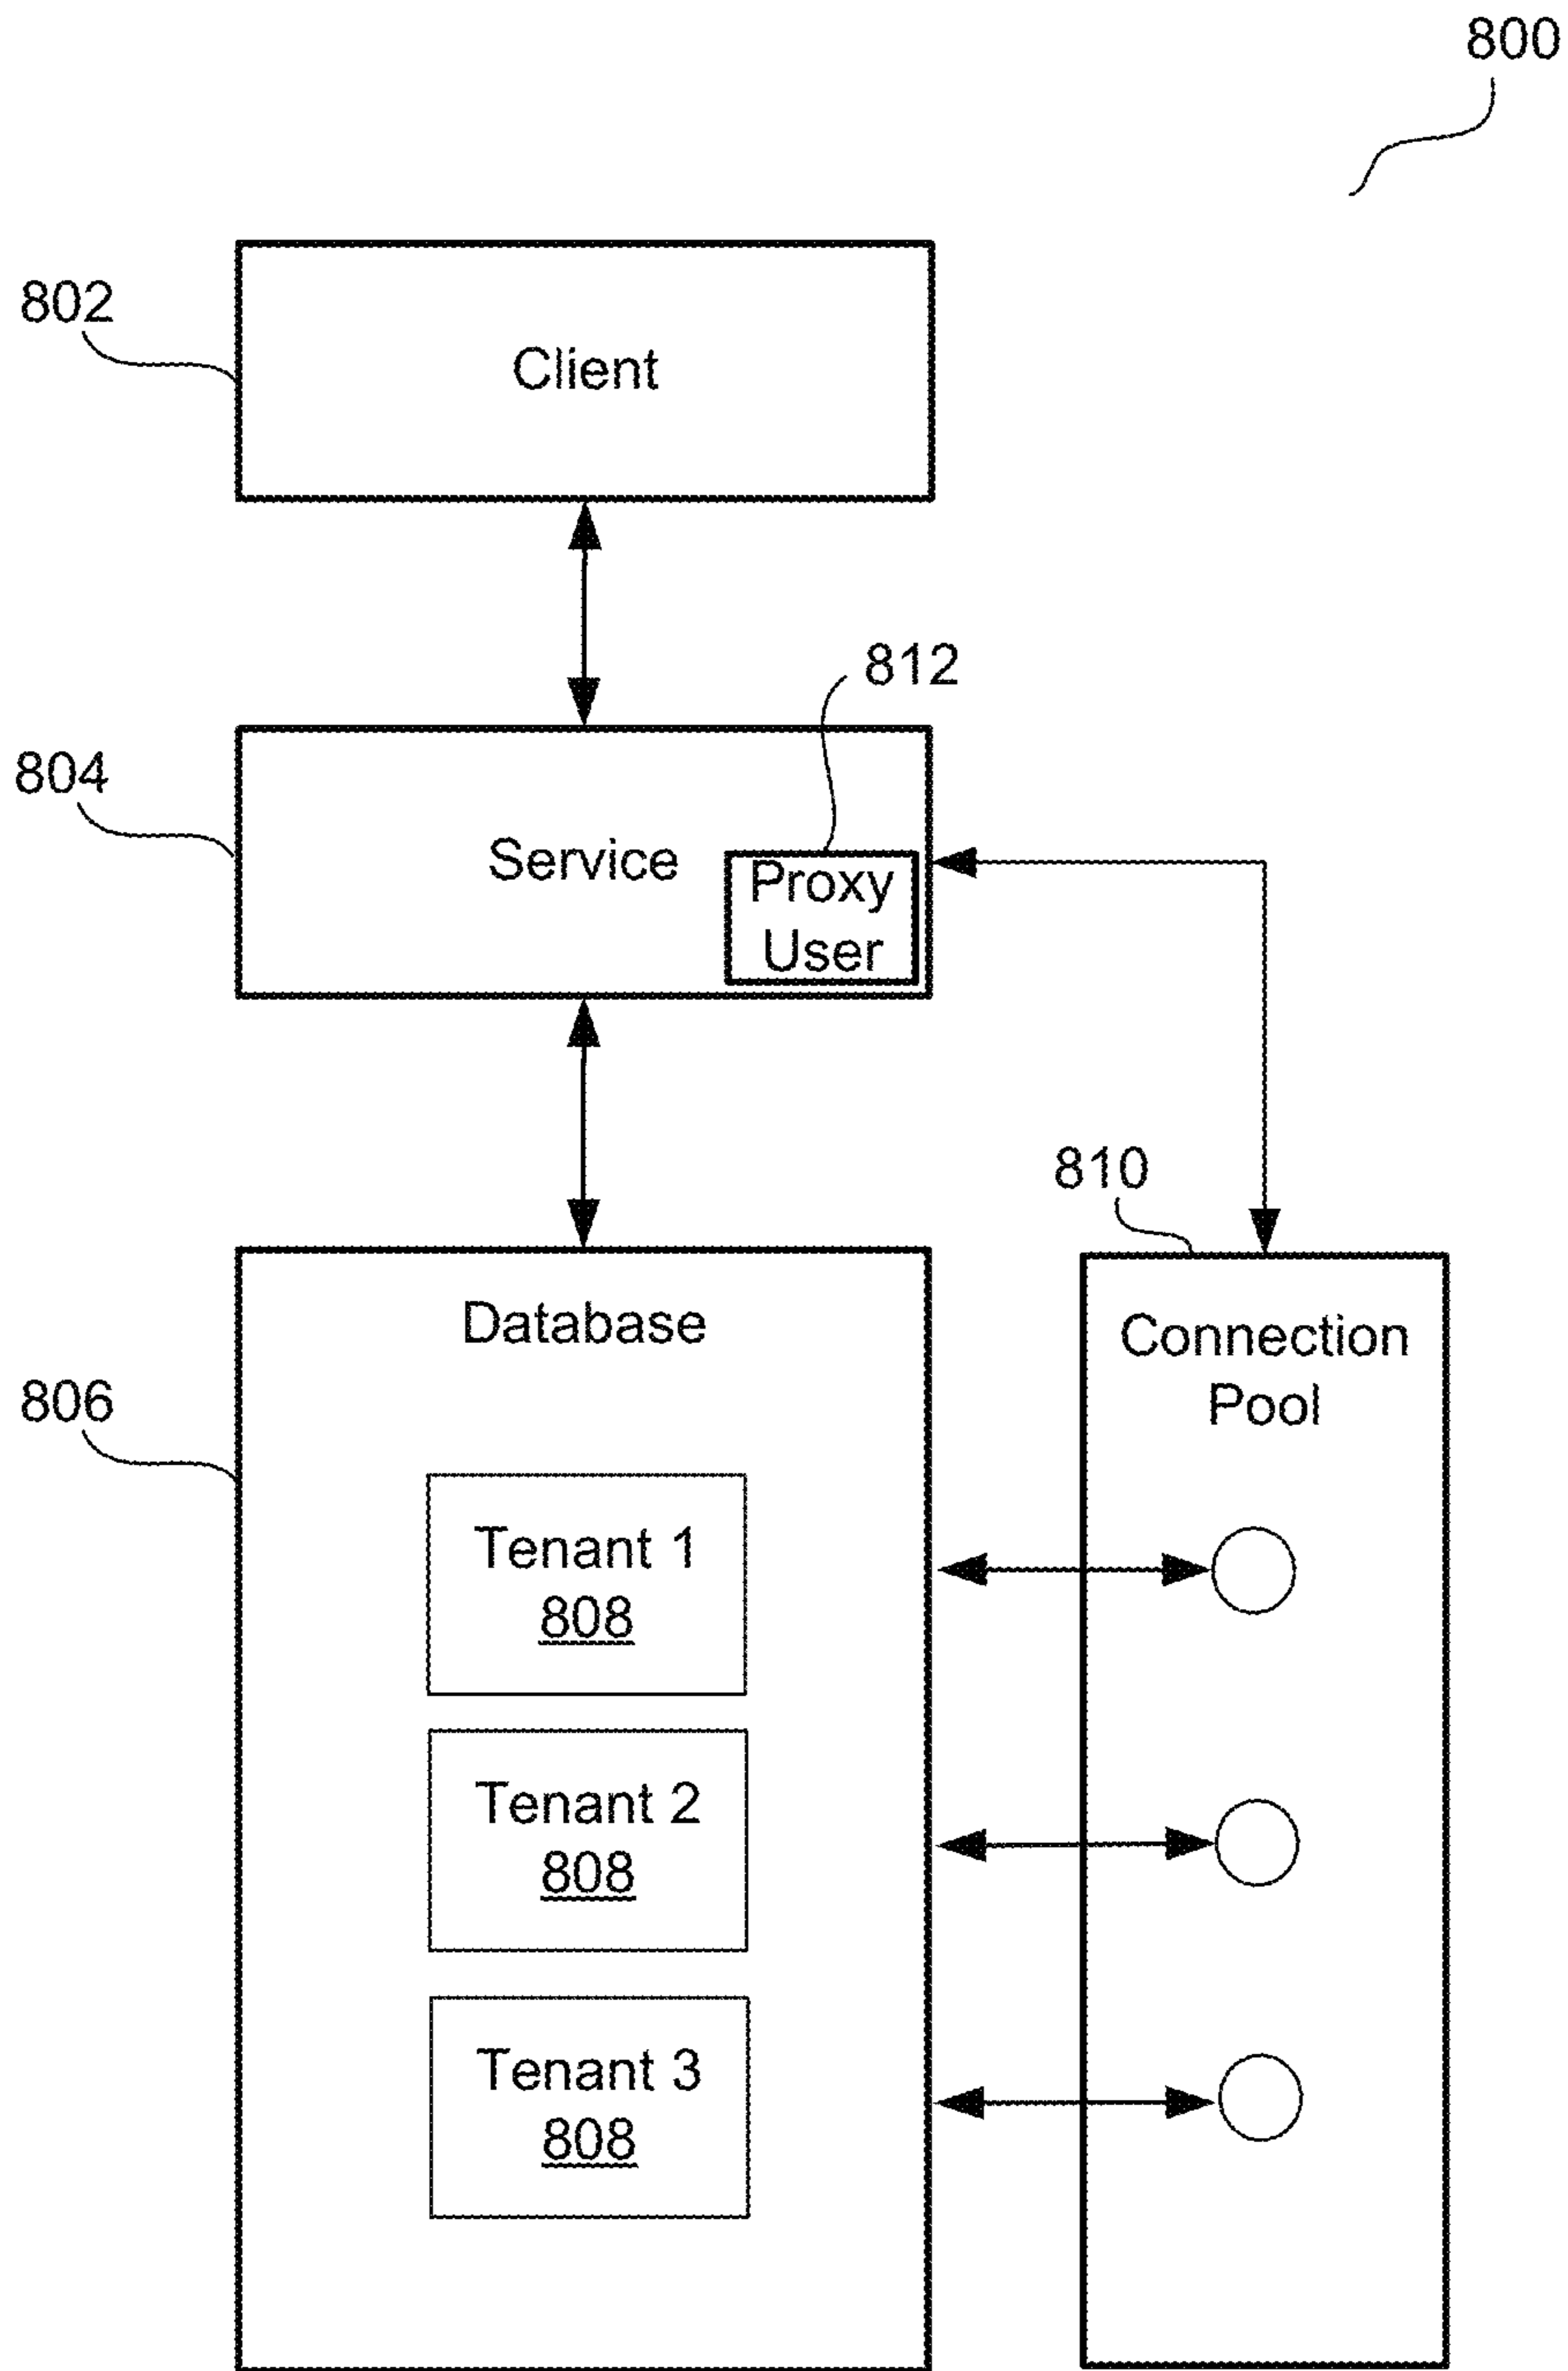 800
802
Client
812
804
Service
Proxy
User
810
Database
Connection
Pool
806
Tenant 1
808
Tenant 2
808
Tenant 3
808